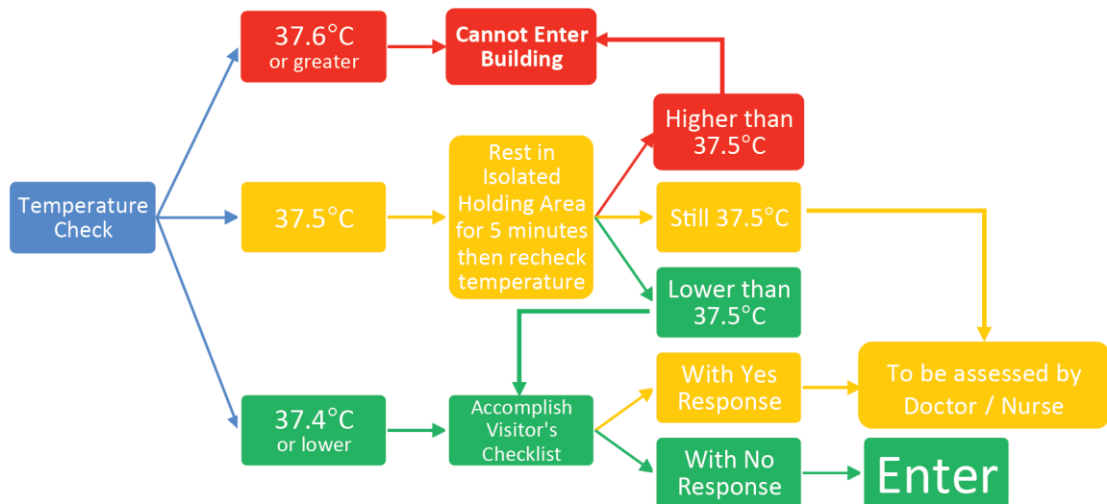 Temperature
Check
37.6°C
or greater
Cannot Enter
Building
37.5°C
Rest in
Isolated
Holding Area
for 5 minutes
then recheck
temperature
Higher than
37.5°C
Still 37.5°C
Lower than
37.5°C
37.4°C
or lower
Accomplish
Visitor's
Checklist
With Yes
Response
To be assessed by
Doctor / Nurse
With No
Response
Enter